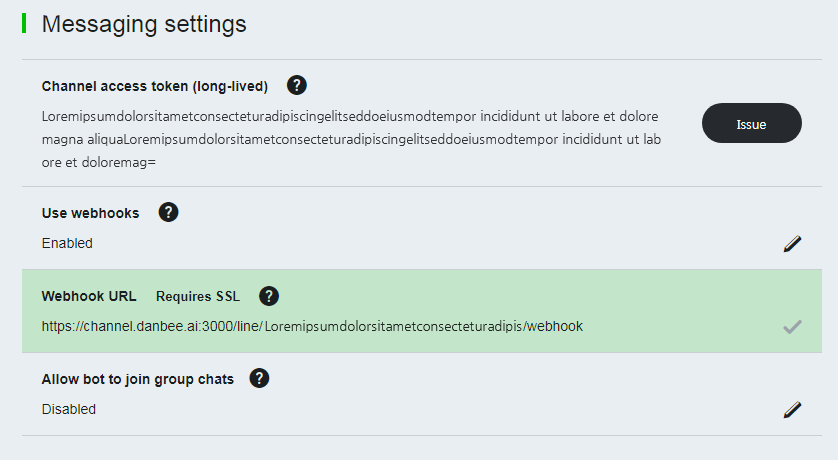 Messaging settings
Channel access token (long-lived) ?
Loremipsumdolorsitametconsecteturadipiscingelitseddoeiusmodtempor incididunt ut labore et dolore
magna aliquaLoremipsumdolorsitametconsecteturadipiscingelitseddoeiusmodtempor incididunt ut lab
ore et doloremag=
Issue
Use webhooks ?
Enabled
Webhook URL Requires SSL ?
https://channel.danbee.ai:3000/line/Loremipsumdolorsitametconsecteturadipis/webhook
Allow bot to join group chats ?
Disabled